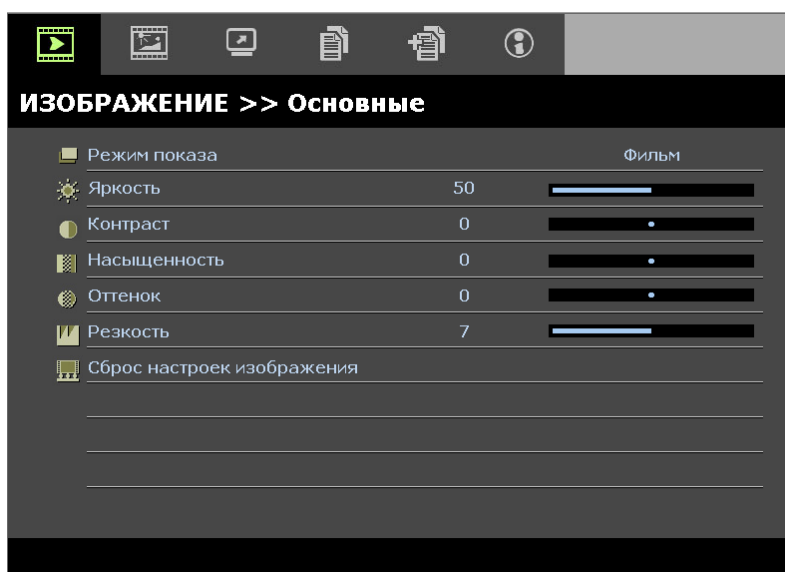 ИЗОБРАЖЕНИЕ >> Основные
Режим показа Фильм
Яркость 50
Контраст 0
Насыщенность 0
Оттенок 0
Резкость 7
Сброс настроек изображения